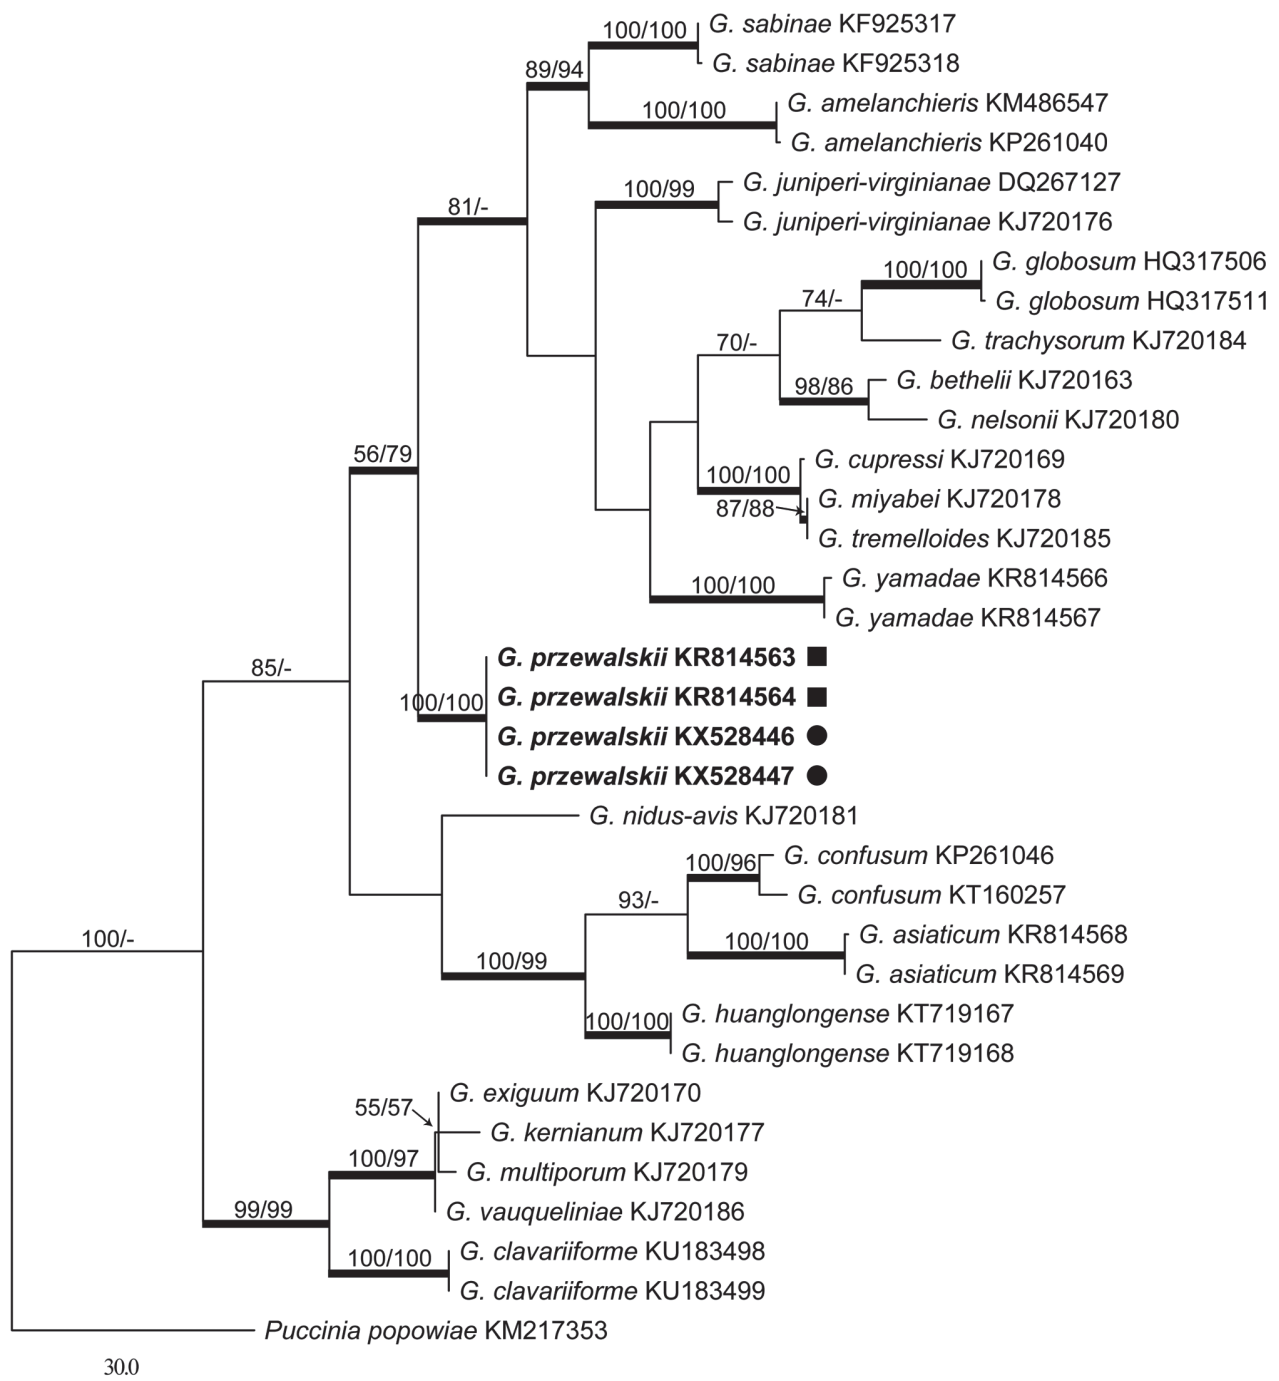 100/100
G. sabinae KF925317
G. sabinae KF925318
89/94
G. amelanchieris KM486547
100/100
G. amelanchieris KP261040
G. juniperi-virginianae DQ267127
100/99
81/-
G. juniperi-virginianae KJ720176
G. globosum HQ317506
100/100
74/-
G. globosum HQ317511
G. trachysorum KJ720184
70/-
G. bethelii KJ720163
98/86
G. nelsonii KJ720180
56/79
G. cupressi KJ720169
100/100
G. miyabei KJ720178
87/88
G. tremelloides KJ720185
G. yamadae KR814566
100/100
G. yamadae KR814567
G. przewalskii KR814563
85/-
G. przewalskii KR814564
100/100
G. przewalskii KX528446
G. przewalskii KX528447
G. nidus-avis KJ720181
G. confusum KP261046
100/96
G. confusum KT160257
93/-
G. asiaticum KR814568
100/-
100/100
100/99
G. asiaticum KR814569
G. huanglongense KT719167
100/100
G. huanglongense KT719168
G. exiguum KJ720170
55/57
G. kernianum KJ720177
100/97
G. multiporum KJ720179
99/99
G. vauqueliniae KJ720186
G. clavariiforme KU183498
100/100
G. clavariiforme KU183499
Puccinia popowiae KM217353
30.0